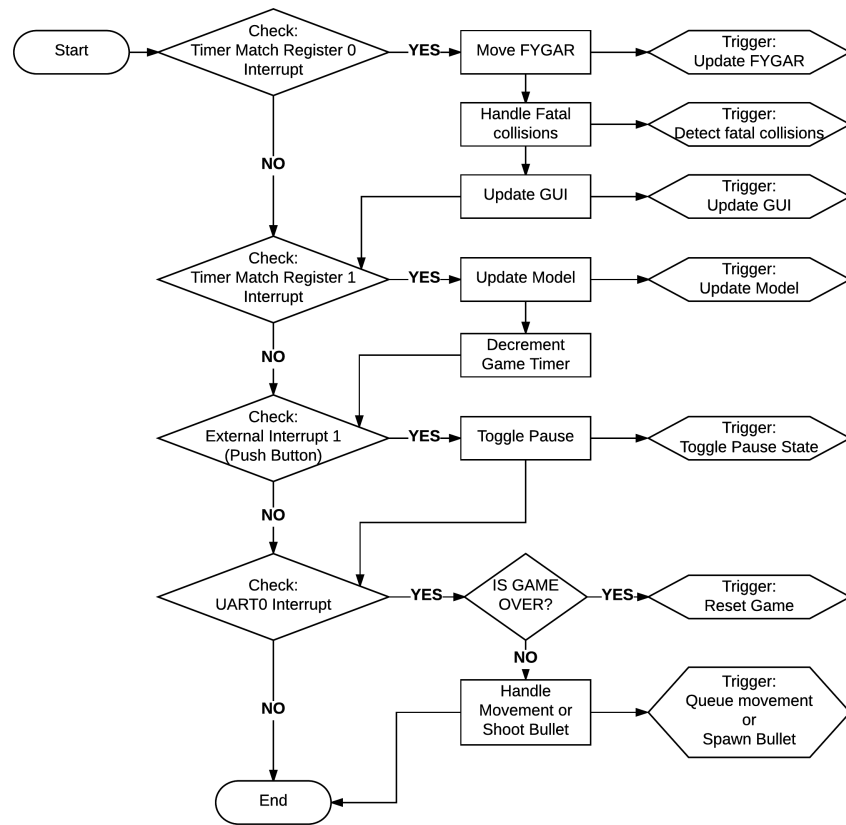 Start
Check:
Timer Match Register 0
Interrupt
YES
Move FYGAR
Trigger:
Update FYGAR
Handle Fatal
collisions
Trigger:
Detect fatal collisions
NO
Update GUI
Trigger:
Update GUI
Check:
Timer Match Register 1
Interrupt
YES
Update Model
Trigger:
Update Model
NO
Decrement
Game Timer
Check:
External Interrupt 1
(Push Button)
YES
Toggle Pause
Trigger:
Toggle Pause State
NO
Check:
UART0 Interrupt
YES
IS GAME
OVER?
YES
Trigger:
Reset Game
NO
NO
Handle
Movement or
Shoot Bullet
Trigger:
Queue movement
or
Spawn Bullet
End